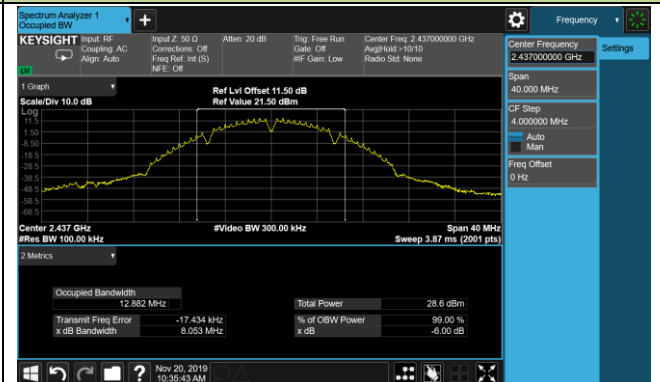 Spectrum Analyzer 1
Occupied BW
Frequency
KEYSIGHT
Input: RF
Coupling: AC
Align: Auto
Input Z: 50 Ω
Corrections: Off
Freq Ref: Int (S)
NFE: Off
Atten: 20 dB
Trig: Free Run
Gate: Off
#IF Gain: Low
Center Freq: 2.437000000 GHz
Avg|Hold:>10/10
Radio Std: None
LW
Center Frequency
2.437000000 GHz
Settings
Span
40.000 MHz
CF Step
4.000000 MHz
Auto
Man
Freq Offset
0 Hz
1 Graph
Scale/Div 10.0 dB
Ref Lvl Offset 11.50 dB
Ref Value 21.50 dBm
Log
11.5
1.50
-8.50
-18.5
-28.5
-38.5
-48.5
-58.5
-68.5
Center 2.437 GHz
#Video BW 300.00 kHz
Span 40 MHz
#Res BW 100.00 kHz
Sweep 3.87 ms (2001 pts)
2 Metrics
Occupied Bandwidth
12.882 MHz
Total Power 28.6 dBm
Transmit Freq Error -17.434 kHz
% of OBW Power 99.00 %
x dB Bandwidth 8.053 MHz
x dB -6.00 dB
?
Nov 20, 2019
10:35:43 AM